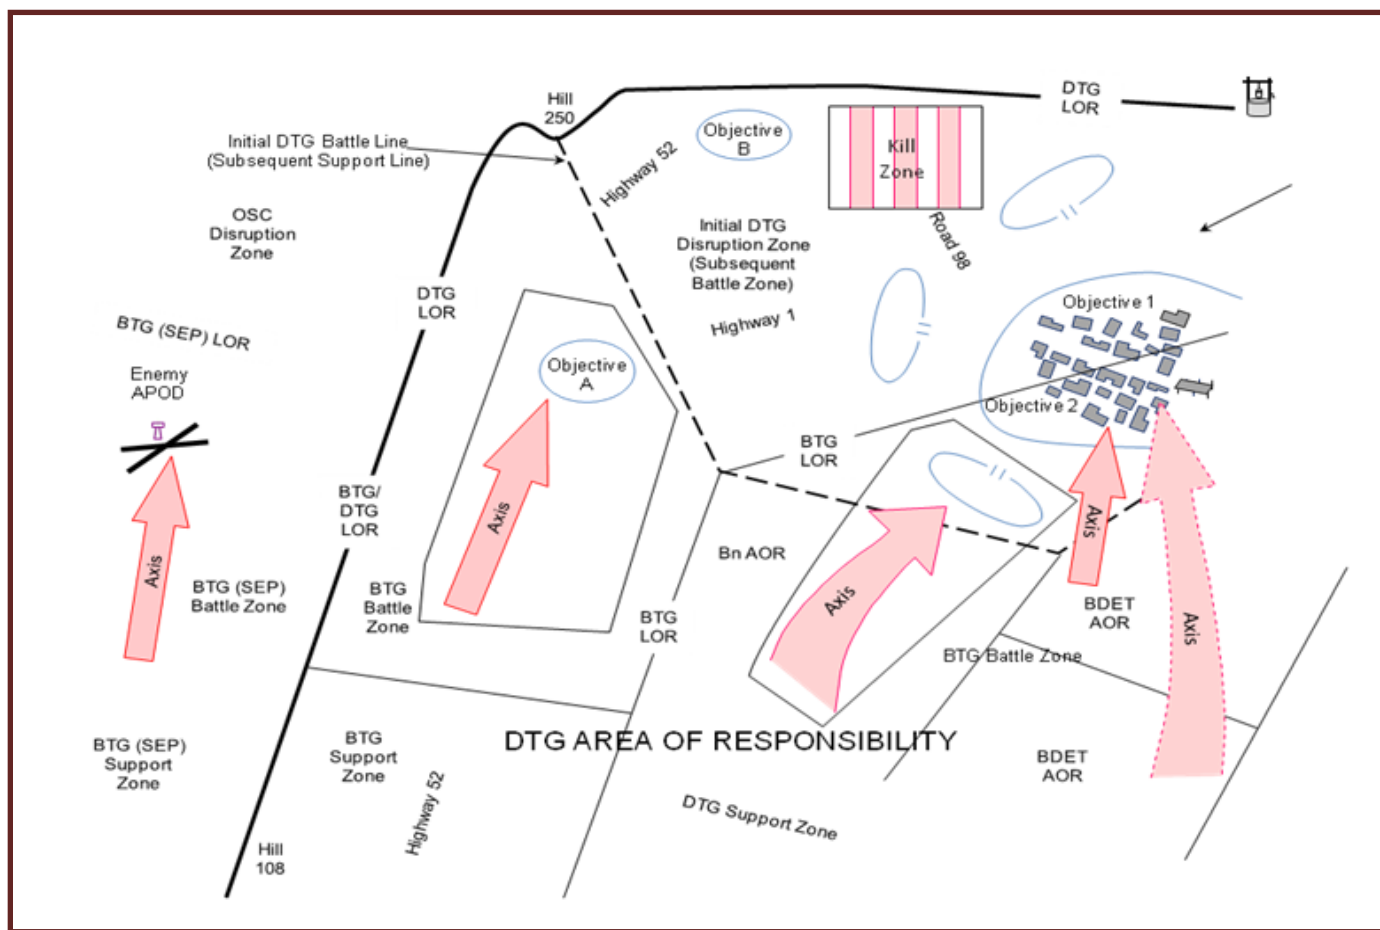 Hill
250
DTG
LOR
Initial DTG Battle Line
(Subsequent Support Line)
Objective
B
Kill
Zone
Highway 52
OSC
Disruption
Zone
Initial DTG
Disruption Zone
(Subsequent
Battle Zone)
Road 98
DTG
LOR
Objective 1
BTG (SEP) LOR
Highway 1
Enemy
APOD
Objective
A
Objective 2
BTG
LOR
BTG/
DTG
LOR
Axis
Axis
Bn AOR
Axis
Axis
BTG (SEP)
Battle Zone
BTG
Battle
Zone
BTG
LOR
Axis
BDET
AOR
BTG Battle Zone
BTG (SEP)
Support
Zone
BTG
Support
Zone
DTG AREA OF RESPONSIBILITY
BDET
AOR
Highway 52
DTG Support Zone
Hill
108